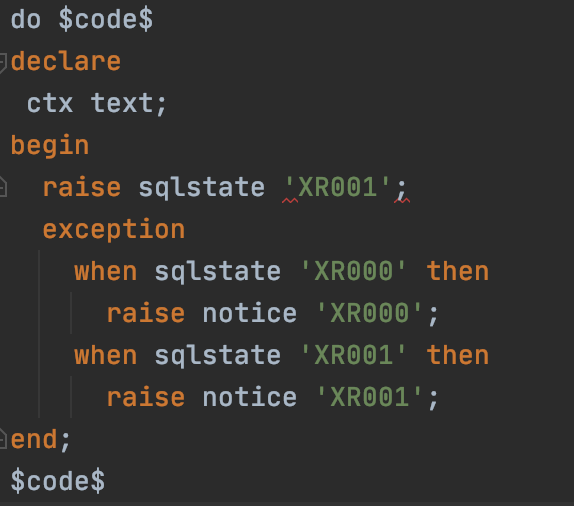 do $code$
declare
ctx text;
begin
raise sqlstate 'XR001';
exception
when sqlstate 'XR000' then
raise notice 'XR000';
when sqlstate 'XR001' then
raise notice 'XR001';
end;
$code$